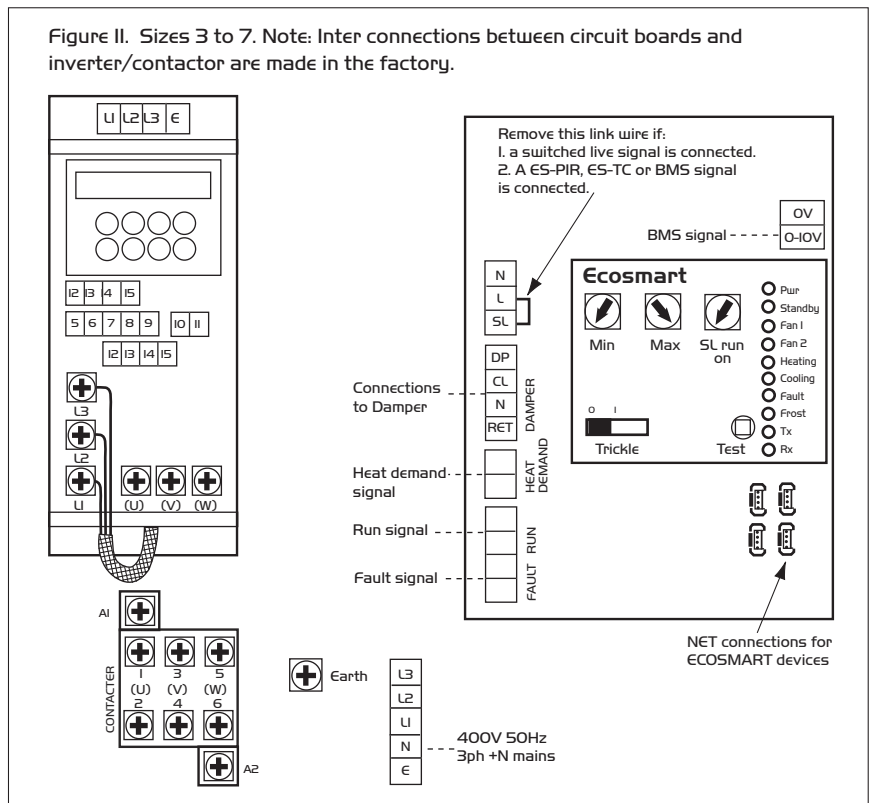 Figure 11. Sizes 3 to 7. Note: Inter connections between circuit boards and
inverter/contactor are made in the factory.
L1 L2 L3 E
12 13 14 15
5 6 7 8 9 10 11
12 13 14 15
L3
L2
L1 (U) (V) (W)
A1
CONTACTER
1 3 5
(U) (V) (W)
2 4 6
A2
Earth
L3
L2
L1
N
E
400V 50Hz
3ph +N mains
Remove this link wire if:
1. a switched live signal is connected.
2. A ES-PIR, ES-TC or BMS signal
is connected.
BMS signal
0V
0-10V
N
L
SL
DP
CL
N
RET
DAMPER
Connections
to Damper
HEAT
DEMAND
Heat demand
signal
Run signal
RUN
Fault signal
FAULT
Ecosmart
Min Max SL run
on
0 1
Trickle
Test
Pwr
Standby
Fan 1
Fan 2
Heating
Cooling
Fault
Frost
Tx
Rx
NET connections for
ECOSMART devices